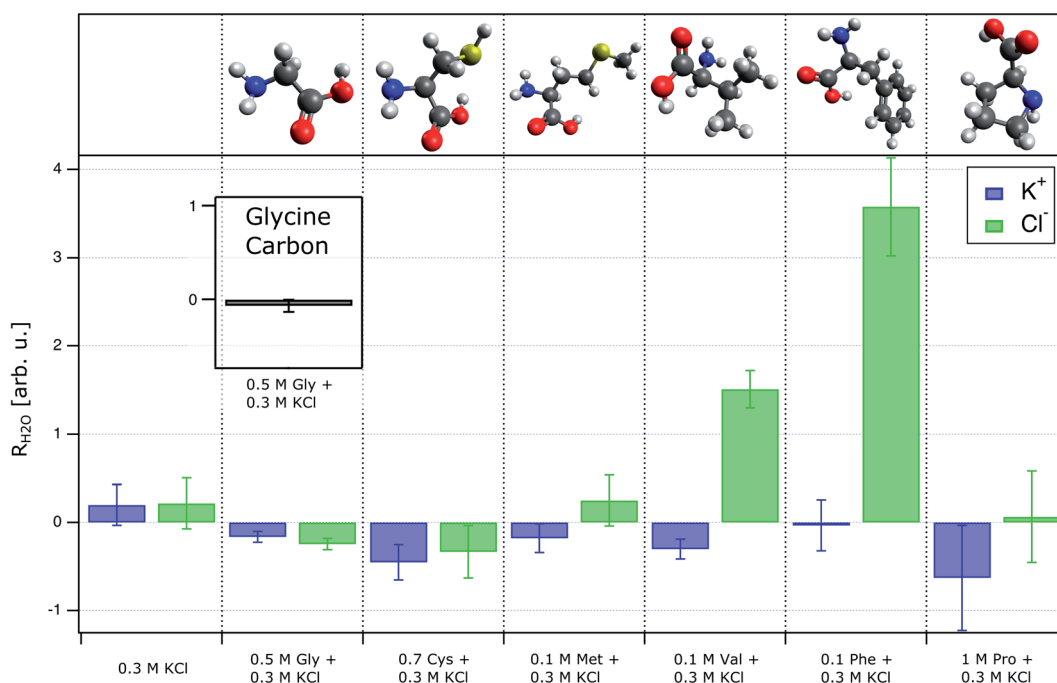 4
3
2
1
0
-1
R_H2O [arb. u.]
1
0
Glycine
Carbon
0.5 M Gly +
0.3 M KCl
K+
Cl-
0.3 M KCl
0.5 M Gly +
0.3 M KCl
0.7 Cys +
0.3 M KCl
0.1 M Met +
0.3 M KCl
0.1 M Val +
0.3 M KCl
0.1 Phe +
0.3 M KCl
1 M Pro +
0.3 M KCl